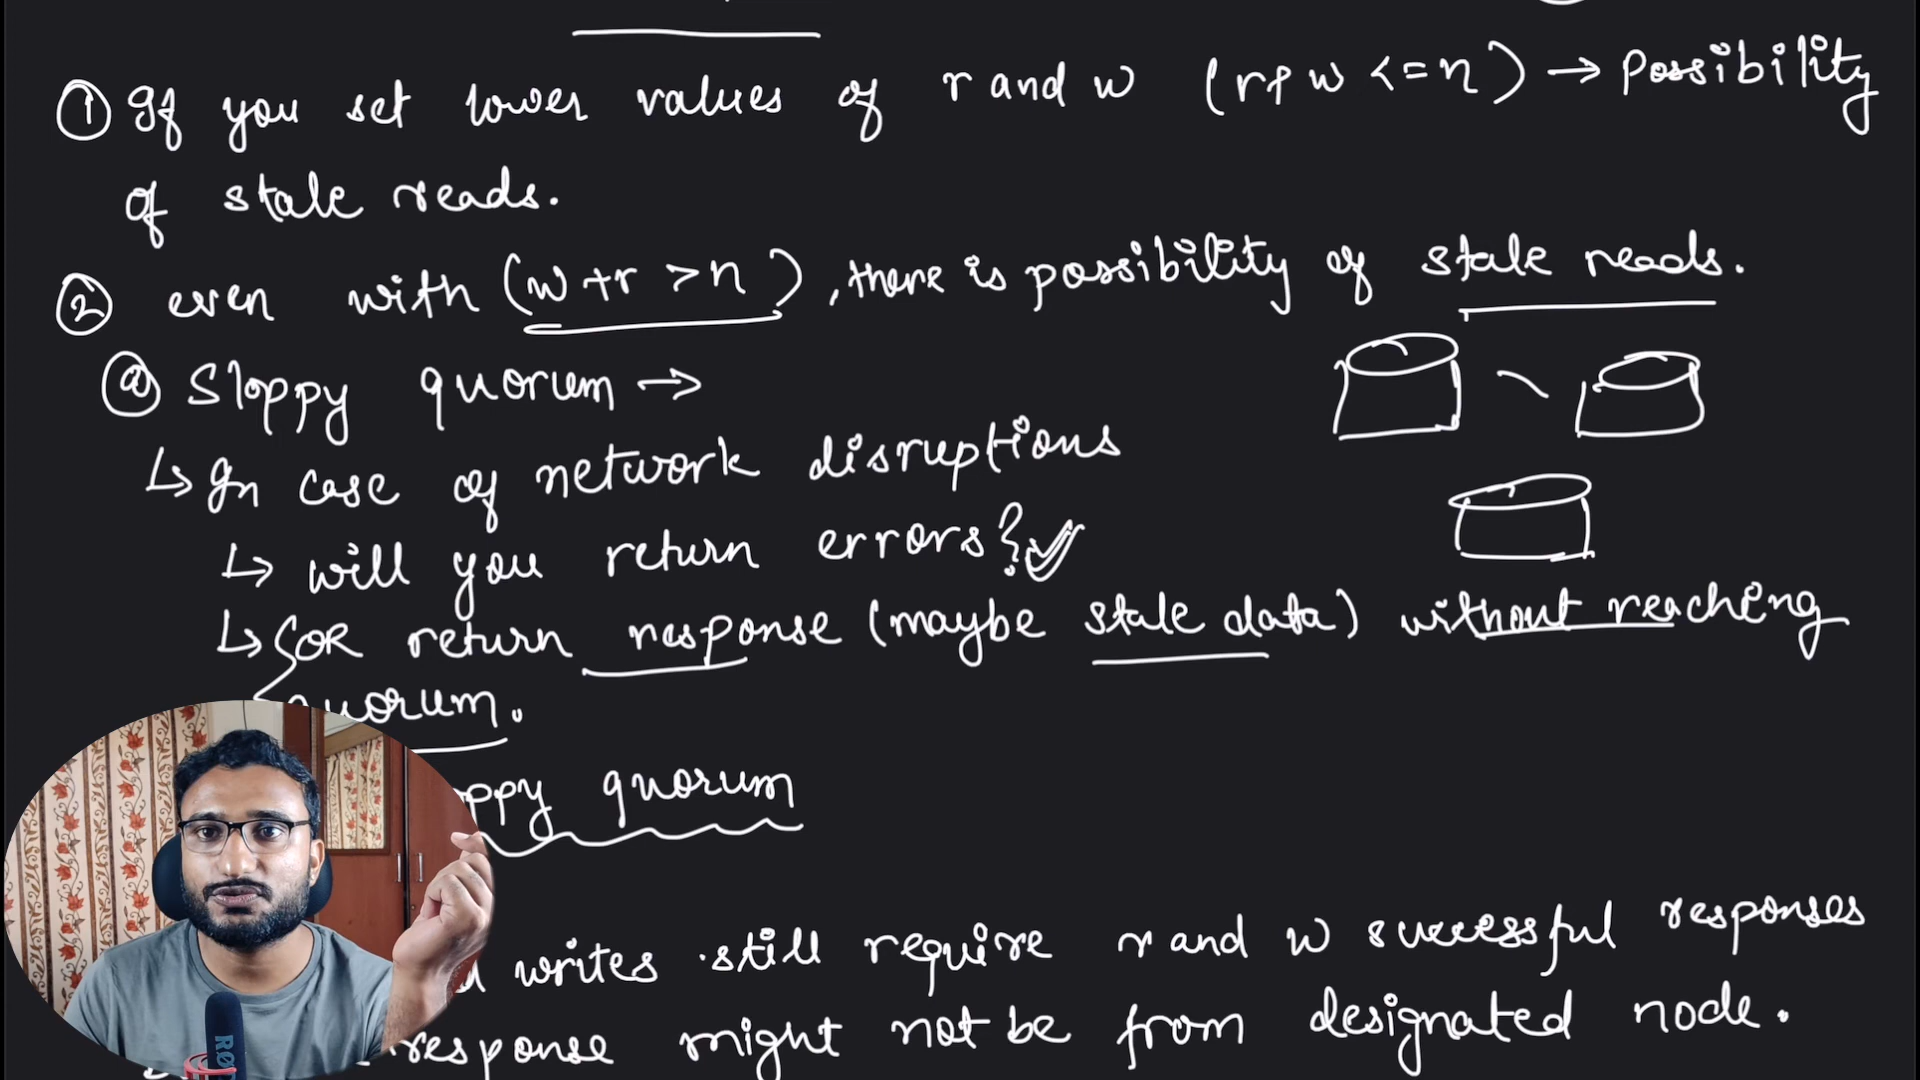 ① If you set lower values of r and w (r+w <=n) → possibility
of stale reads.
② even with (w+r >n), there is possibility of stale reads.
ⓐ Sloppy quorum →
↳ In case of network disruptions
↳ will you return errors?
↳ OR return response (maybe stale data) without reaching
quorum.
quorum
writes still require r and w successful responses
response might not be from designated node.